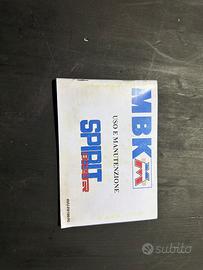 MBK
USO E MANUTENZIONE
SPIRIT
subito